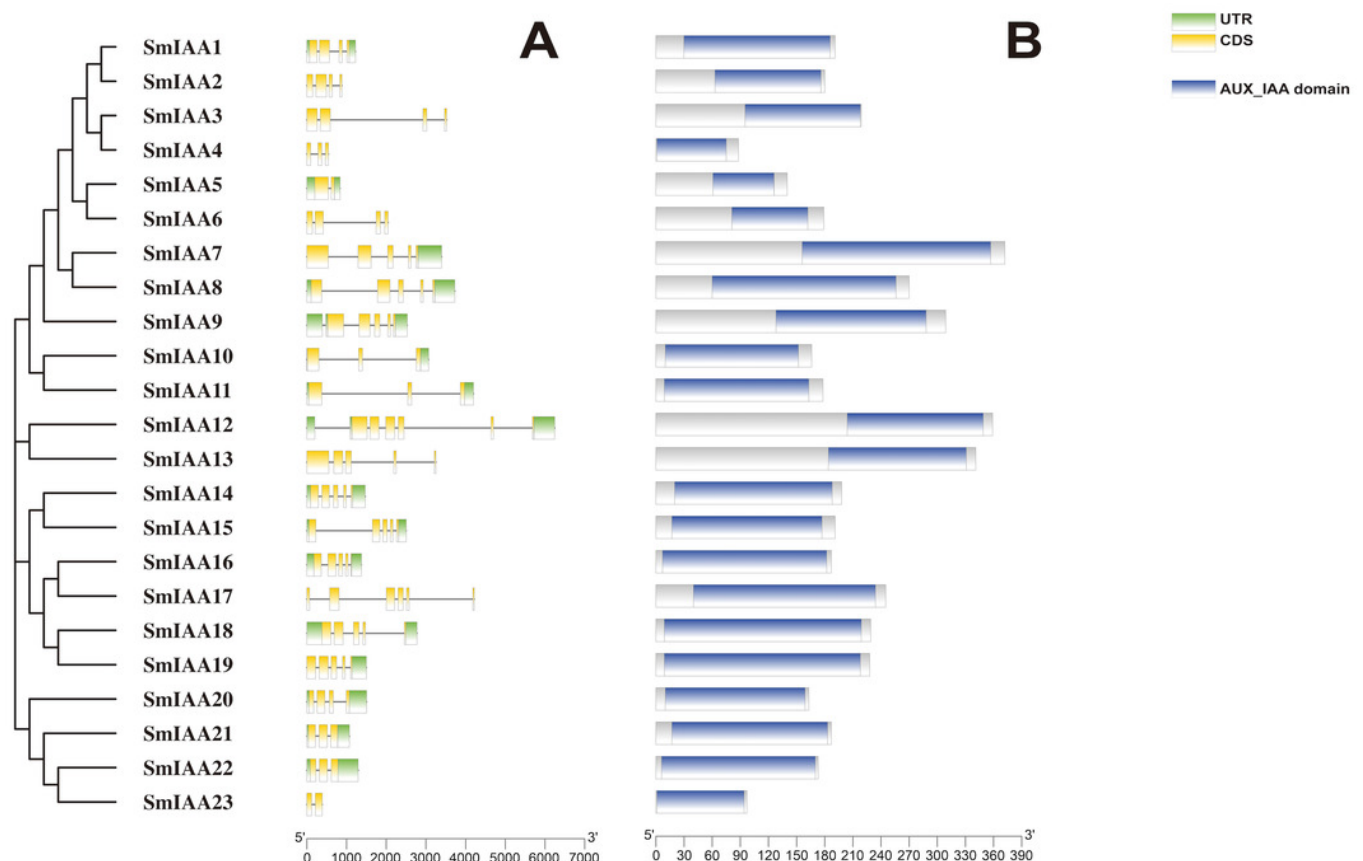 A
B
UTR
CDS
AUX_IAA domain
SmIAA1
SmIAA2
SmIAA3
SmIAA4
SmIAA5
SmIAA6
SmIAA7
SmIAA8
SmIAA9
SmIAA10
SmIAA11
SmIAA12
SmIAA13
SmIAA14
SmIAA15
SmIAA16
SmIAA17
SmIAA18
SmIAA19
SmIAA20
SmIAA21
SmIAA22
SmIAA23
5' 3'
0 1000 2000 3000 4000 5000 6000 7000
5' 3'
0 30 60 90 120 150 180 210 240 270 300 330 360 390